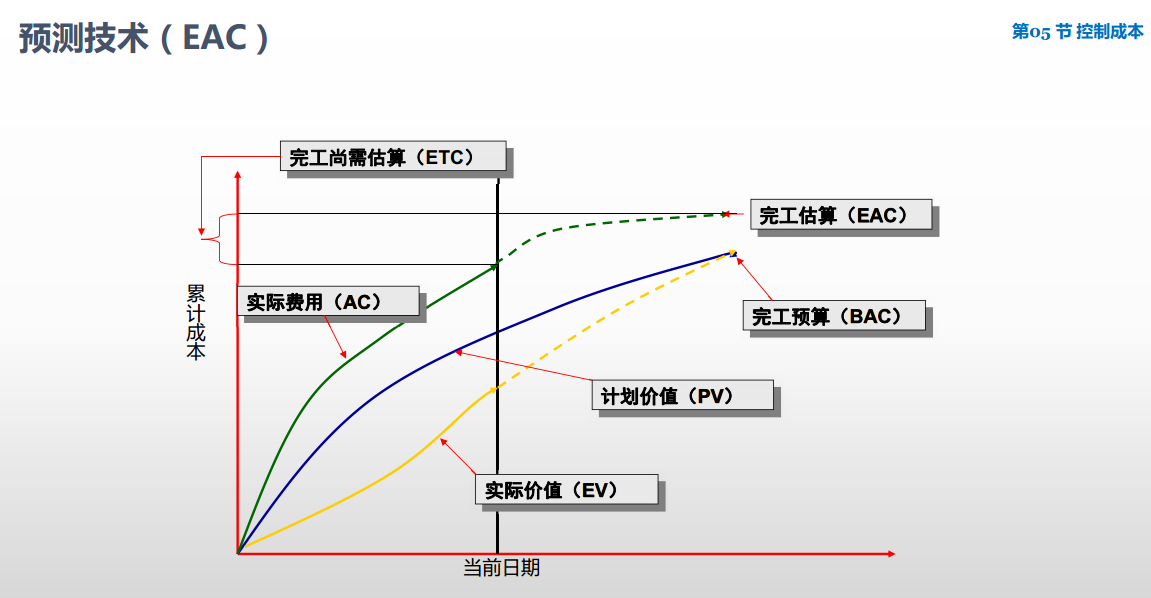 预测技术（EAC）
第05 节 控制成本
完工尚需估算（ETC）
完工估算（EAC）
实际费用（AC）
累计成本
完工预算（BAC）
计划价值（PV）
实际价值（EV）
当前日期